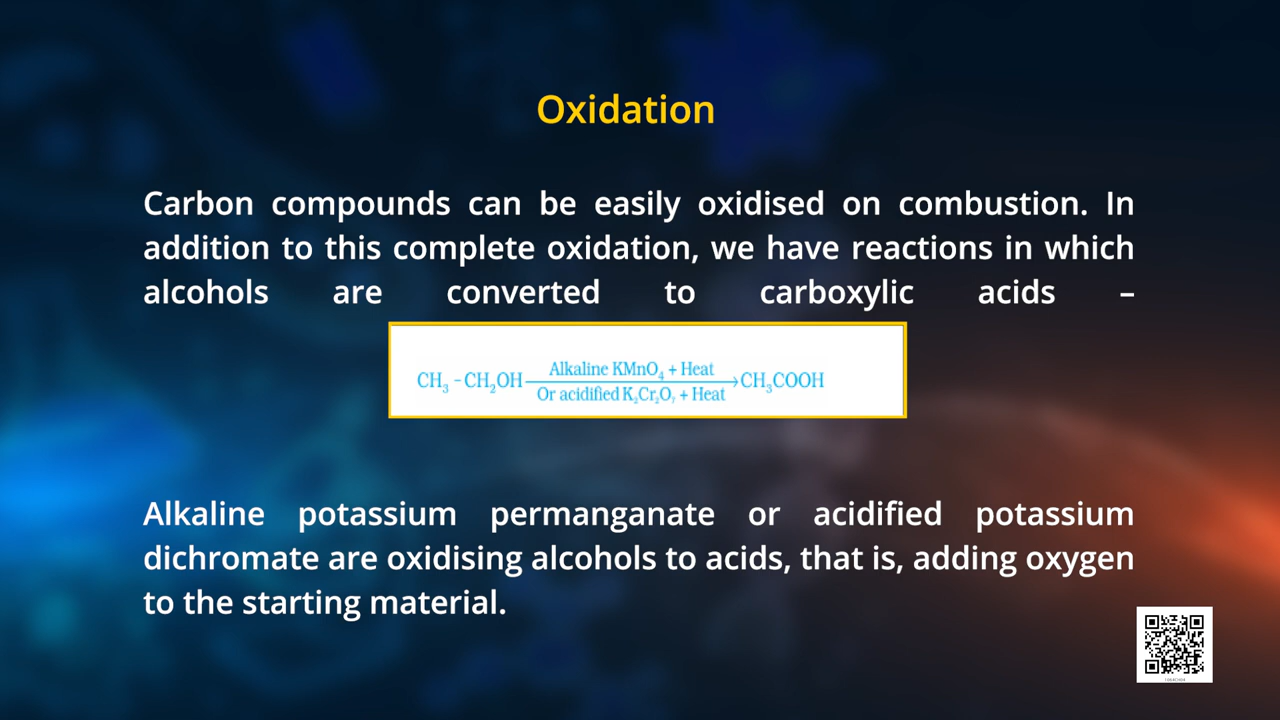 Oxidation
Carbon compounds can be easily oxidised on combustion. In
addition to this complete oxidation, we have reactions in which
alcohols are converted to carboxylic acids –
Alkaline KMnO₄ + Heat
CH₃ – CH₂OH ⟶ CH₃COOH
Or acidified K₂Cr₂O₇ + Heat
Alkaline potassium permanganate or acidified potassium
dichromate are oxidising alcohols to acids, that is, adding oxygen
to the starting material.